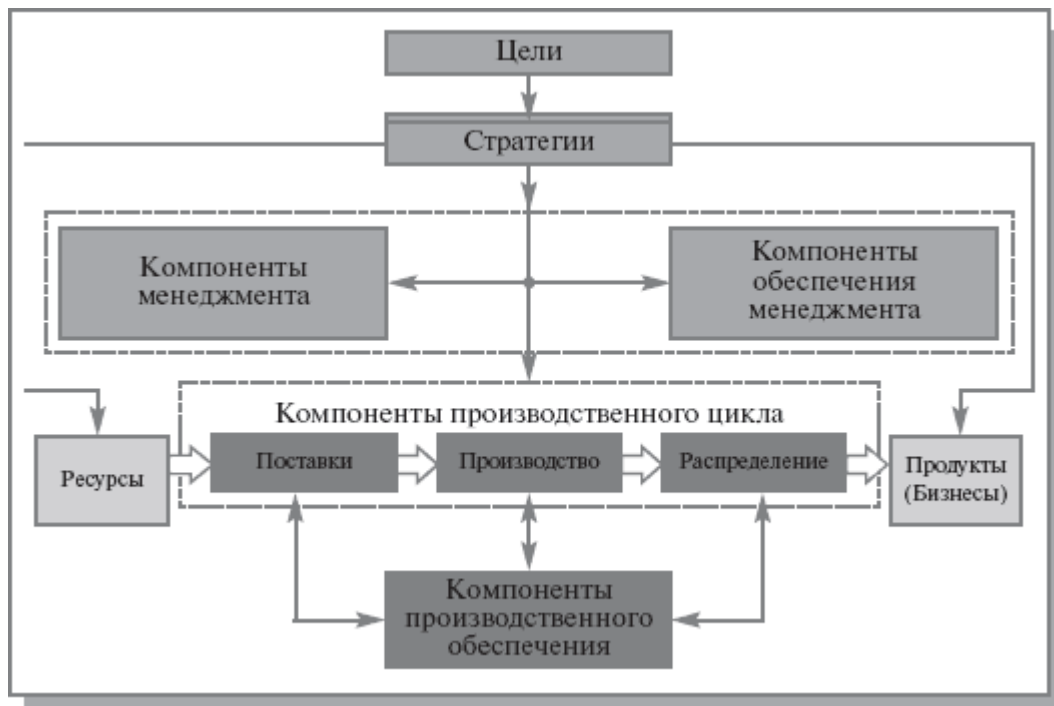 Цели
Стратегии
Компоненты
менеджмента
Компоненты
обеспечения
менеджмента
Компоненты производственного цикла
Ресурсы
Поставки
Производство
Распределение
Продукты
(Бизнесы)
Компоненты
производственного
обеспечения